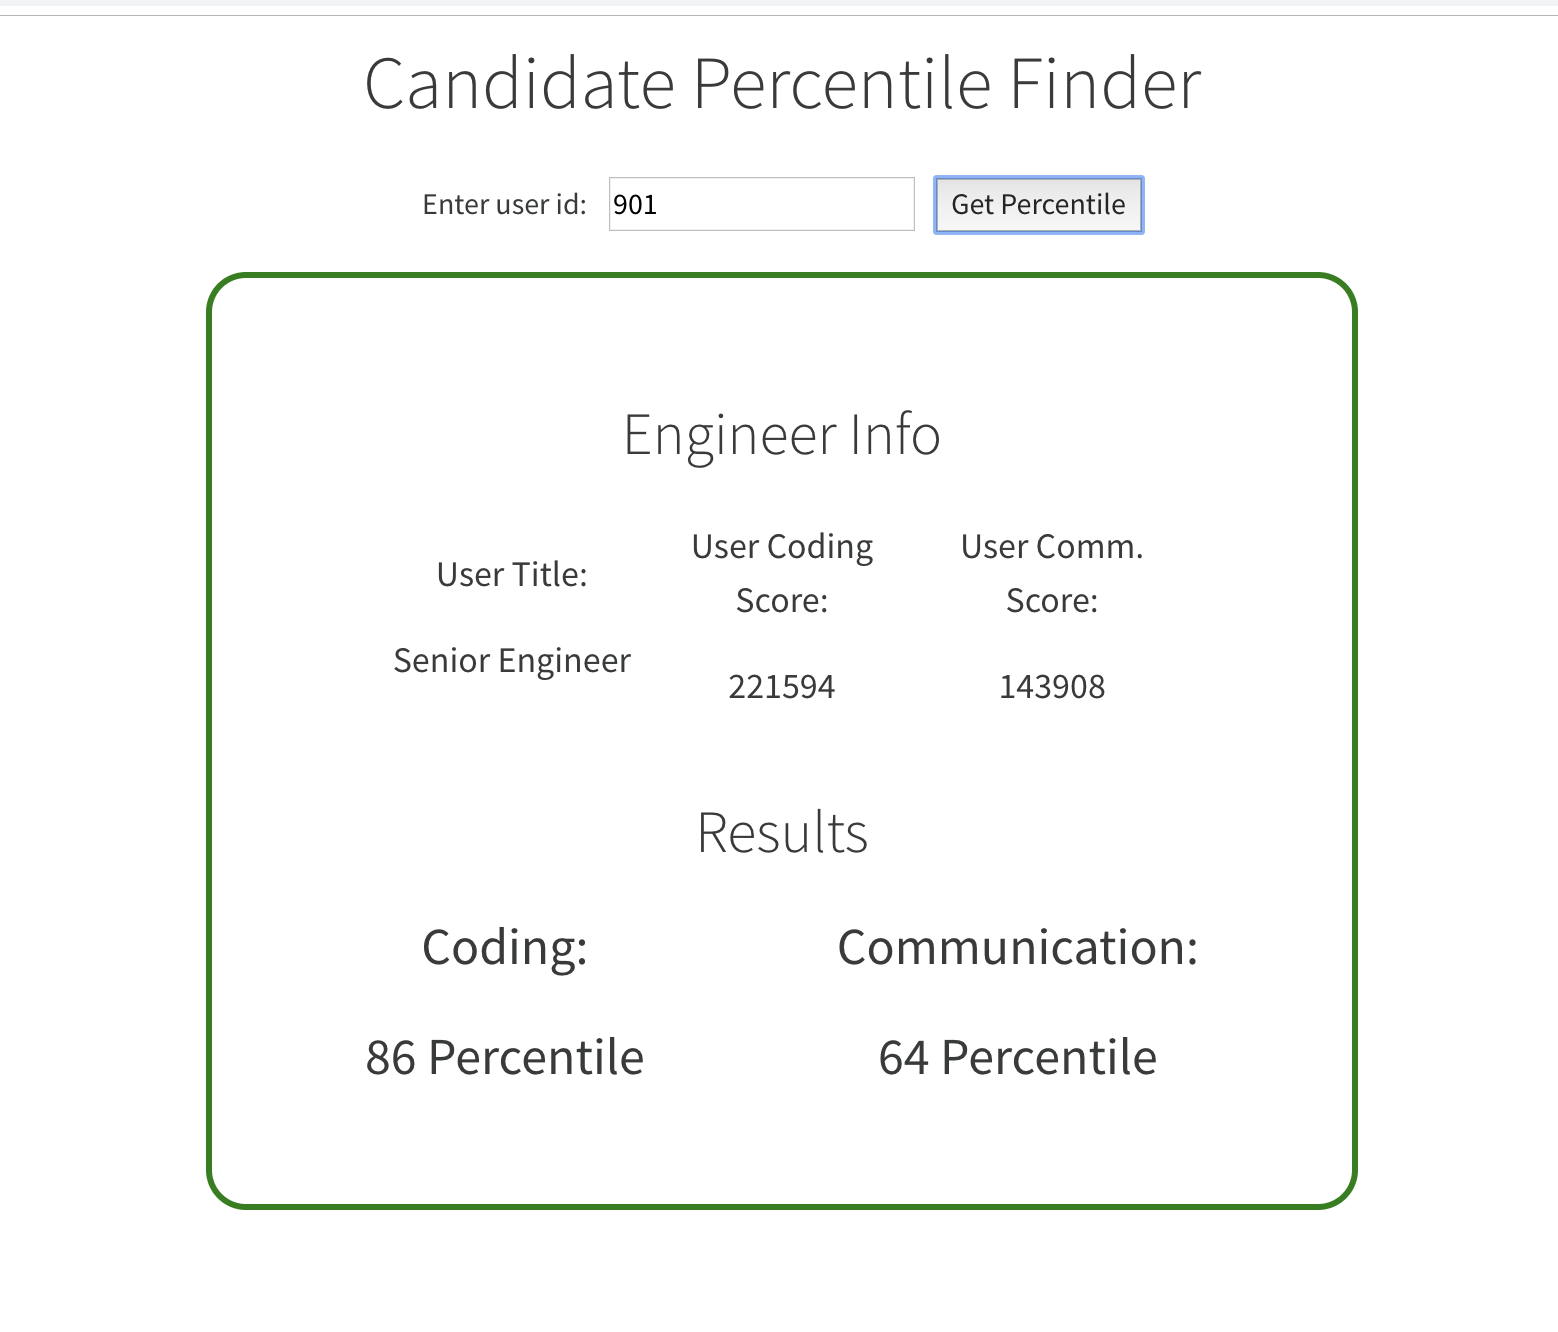 Candidate Percentile Finder
Enter user id: 901 Get Percentile
Engineer Info
User Title:
Senior Engineer
User Coding
Score:
221594
User Comm.
Score:
143908
Results
Coding:
86 Percentile
Communication:
64 Percentile